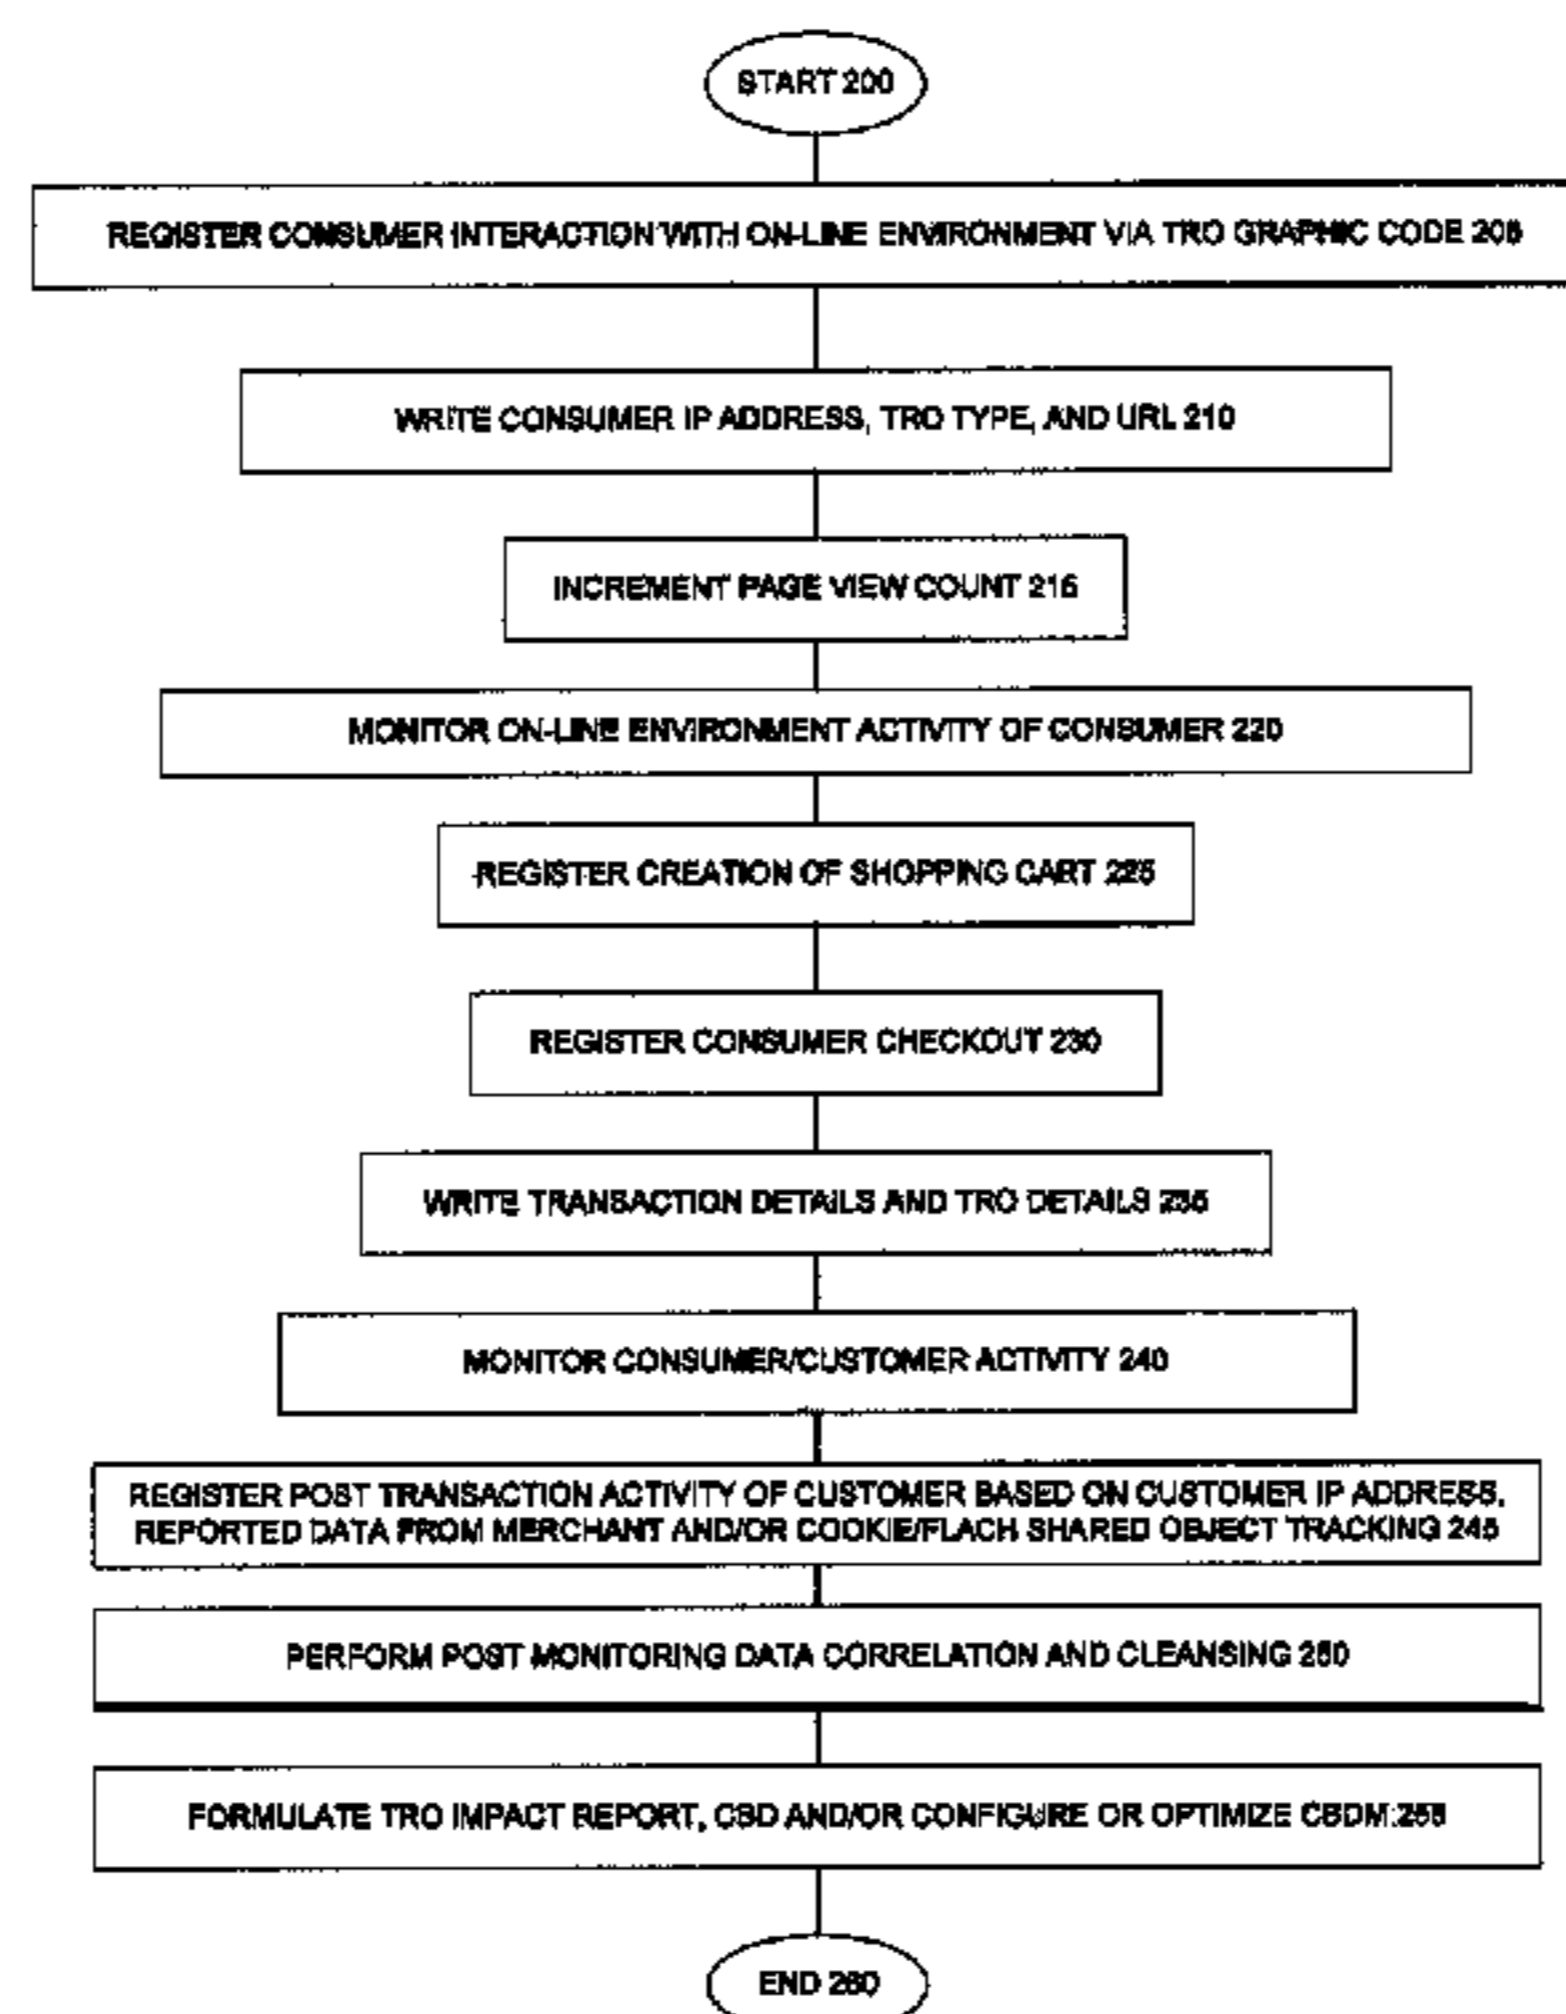 START 200
REGISTER CONSUMER INTERACTION WITH ON-LINE ENVIRONMENT VIA TRO GRAPHIC CODE 205
WRITE CONSUMER IP ADDRESS, TRO TYPE, AND URL 210
INCREMENT PAGE VIEW COUNT 215
MONITOR ON-LINE ENVIRONMENT ACTIVITY OF CONSUMER 220
REGISTER CREATION OF SHOPPING CART 225
REGISTER CONSUMER CHECKOUT 230
WRITE TRANSACTION DETAILS AND TRO DETAILS 235
MONITOR CONSUMER/CUSTOMER ACTIVITY 240
REGISTER POST TRANSACTION ACTIVITY OF CUSTOMER BASED ON CUSTOMER IP ADDRESS,
REPORTED DATA FROM MERCHANT AND/OR COOKIE/FLACH SHARED OBJECT TRACKING 245
PERFORM POST MONITORING DATA CORRELATION AND CLEANSING 250
FORMULATE TRO IMPACT REPORT, CBD AND/OR CONFIGURE OR OPTIMIZE CBDM 255
END 260